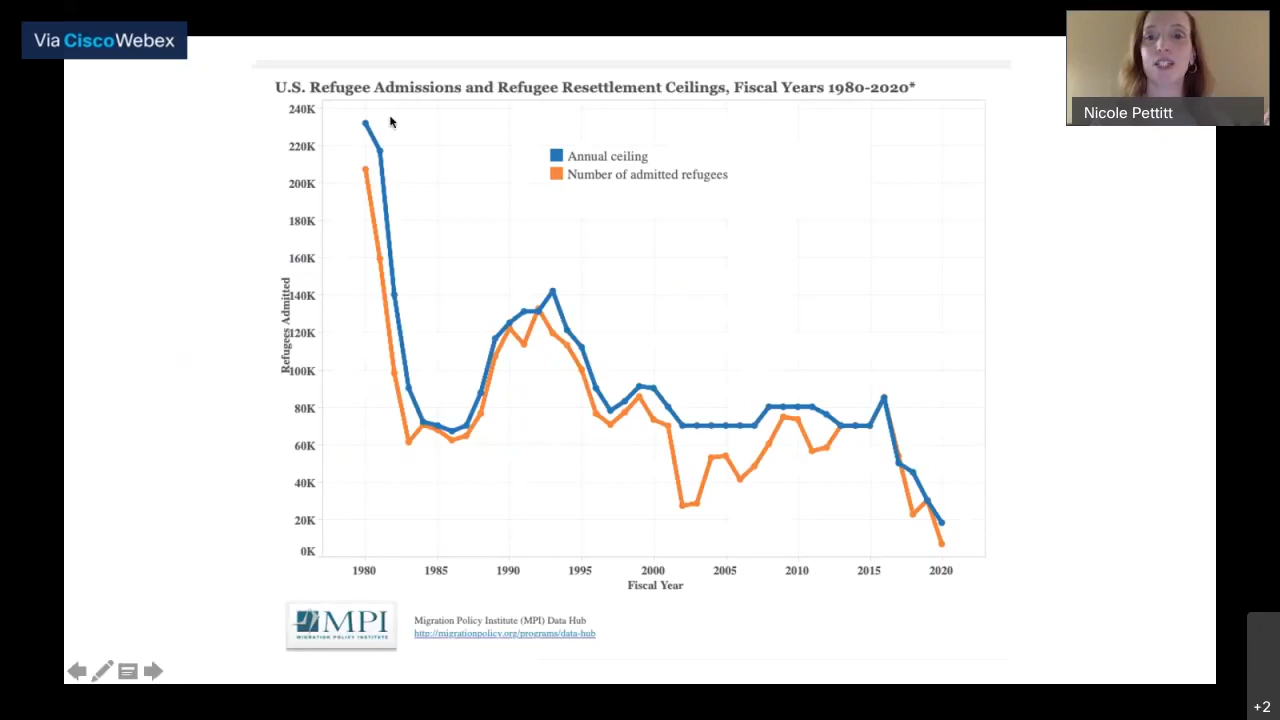 Via CiscoWebex
Nicole Pettitt
U.S. Refugee Admissions and Refugee Resettlement Ceilings, Fiscal Years 1980-2020*
Annual ceiling
Number of admitted refugees
Refugees Admitted
240K
220K
200K
180K
160K
140K
120K
100K
80K
60K
40K
20K
0K
1980 1985 1990 1995 2000 2005 2010 2015 2020
Fiscal Year
MPI
MIGRATION POLICY INSTITUTE
Migration Policy Institute (MPI) Data Hub
http://migrationpolicy.org/programs/data-hub
+2